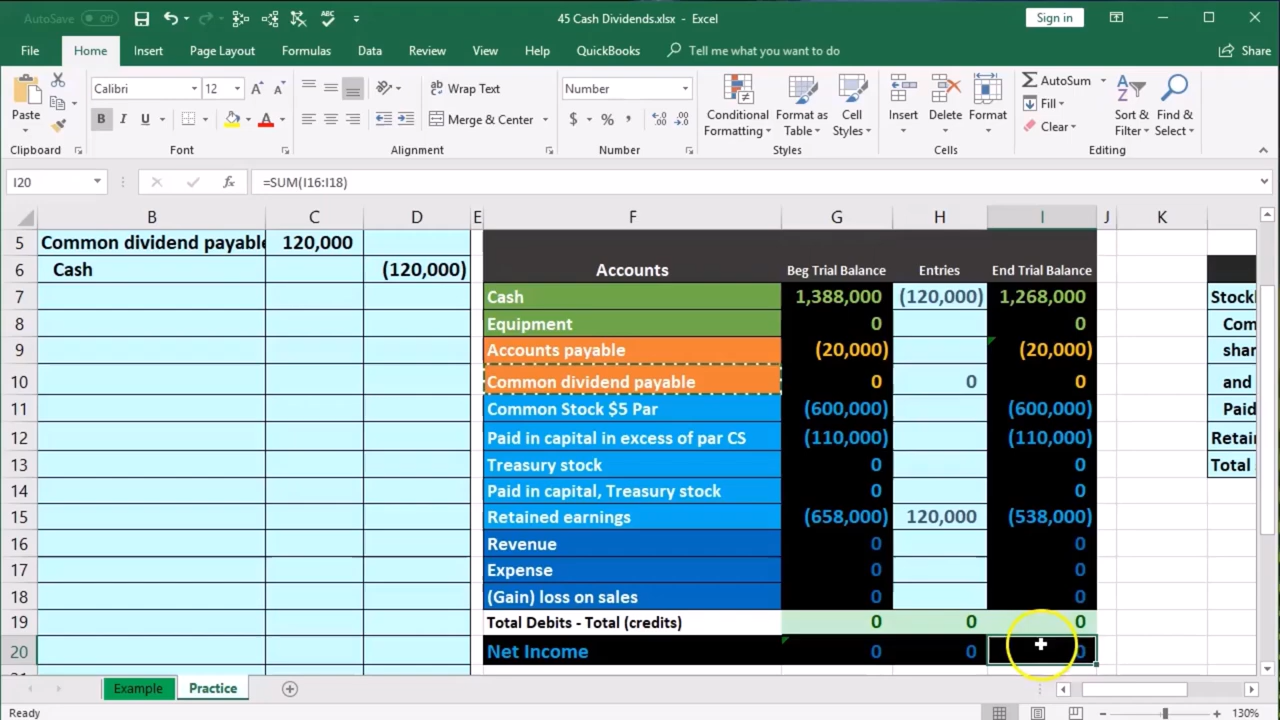 AutoSave Off 45 Cash Dividends.xlsx - Excel Sign in
File Home Insert Page Layout Formulas Data Review View Help QuickBooks Tell me what you want to do Share
Paste Calibri 12 Wrap Text Number Conditional Formatting Format as Table Cell Styles Insert Delete Format AutoSum Sort & Filter Find & Select
B I U A Merge & Center $ % , Fill
Clear
Clipboard Font Alignment Number Styles Cells Editing
I20 fx =SUM(I16:I18)
B C D E F G H I J K
5 Common dividend payable 120,000
6 Cash (120,000) Accounts Beg Trial Balance Entries End Trial Balance
7 Cash 1,388,000 (120,000) 1,268,000 Stockl
8 Equipment 0 0 Com
9 Accounts payable (20,000) (20,000) shar
10 Common dividend payable 0 0 0 and
11 Common Stock $5 Par (600,000) (600,000) Paid
12 Paid in capital in excess of par CS (110,000) (110,000) Retai
13 Treasury stock 0 0 Total
14 Paid in capital, Treasury stock 0 0
15 Retained earnings (658,000) 120,000 (538,000)
16 Revenue 0 0
17 Expense 0 0
18 (Gain) loss on sales 0 0
19 Total Debits - Total (credits) 0 0 0
20 Net Income 0 0 0
Example Practice
Ready 130%